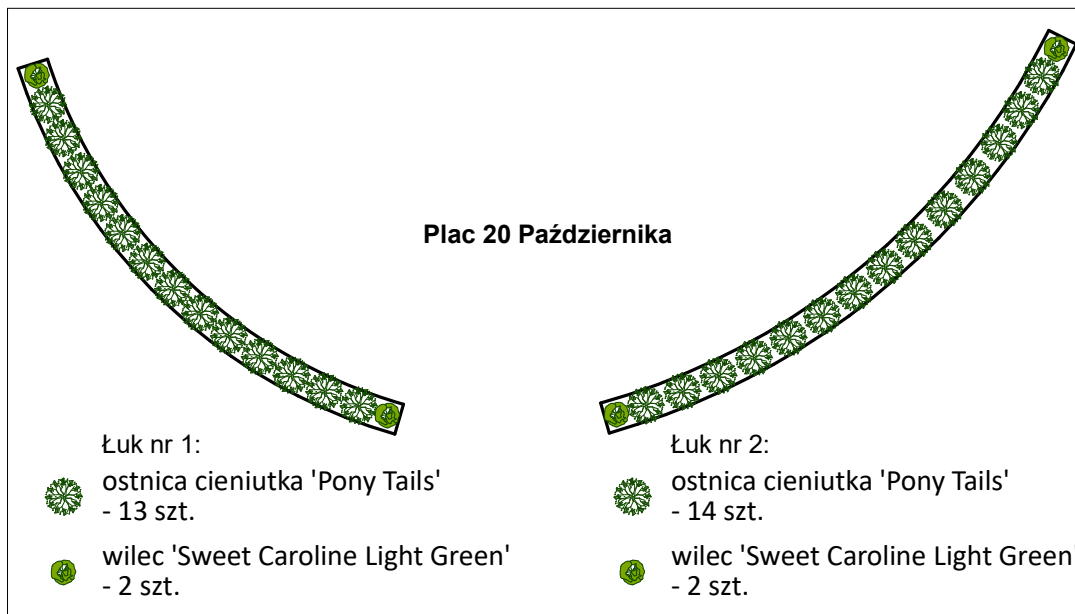 Plac 20 Października
Łuk nr 1:
ostnica cieniutka 'Pony Tails'
- 13 szt.
wilec 'Sweet Caroline Light Green'
- 2 szt.
Łuk nr 2:
ostnica cieniutka 'Pony Tails'
- 14 szt.
wilec 'Sweet Caroline Light Green'
- 2 szt.